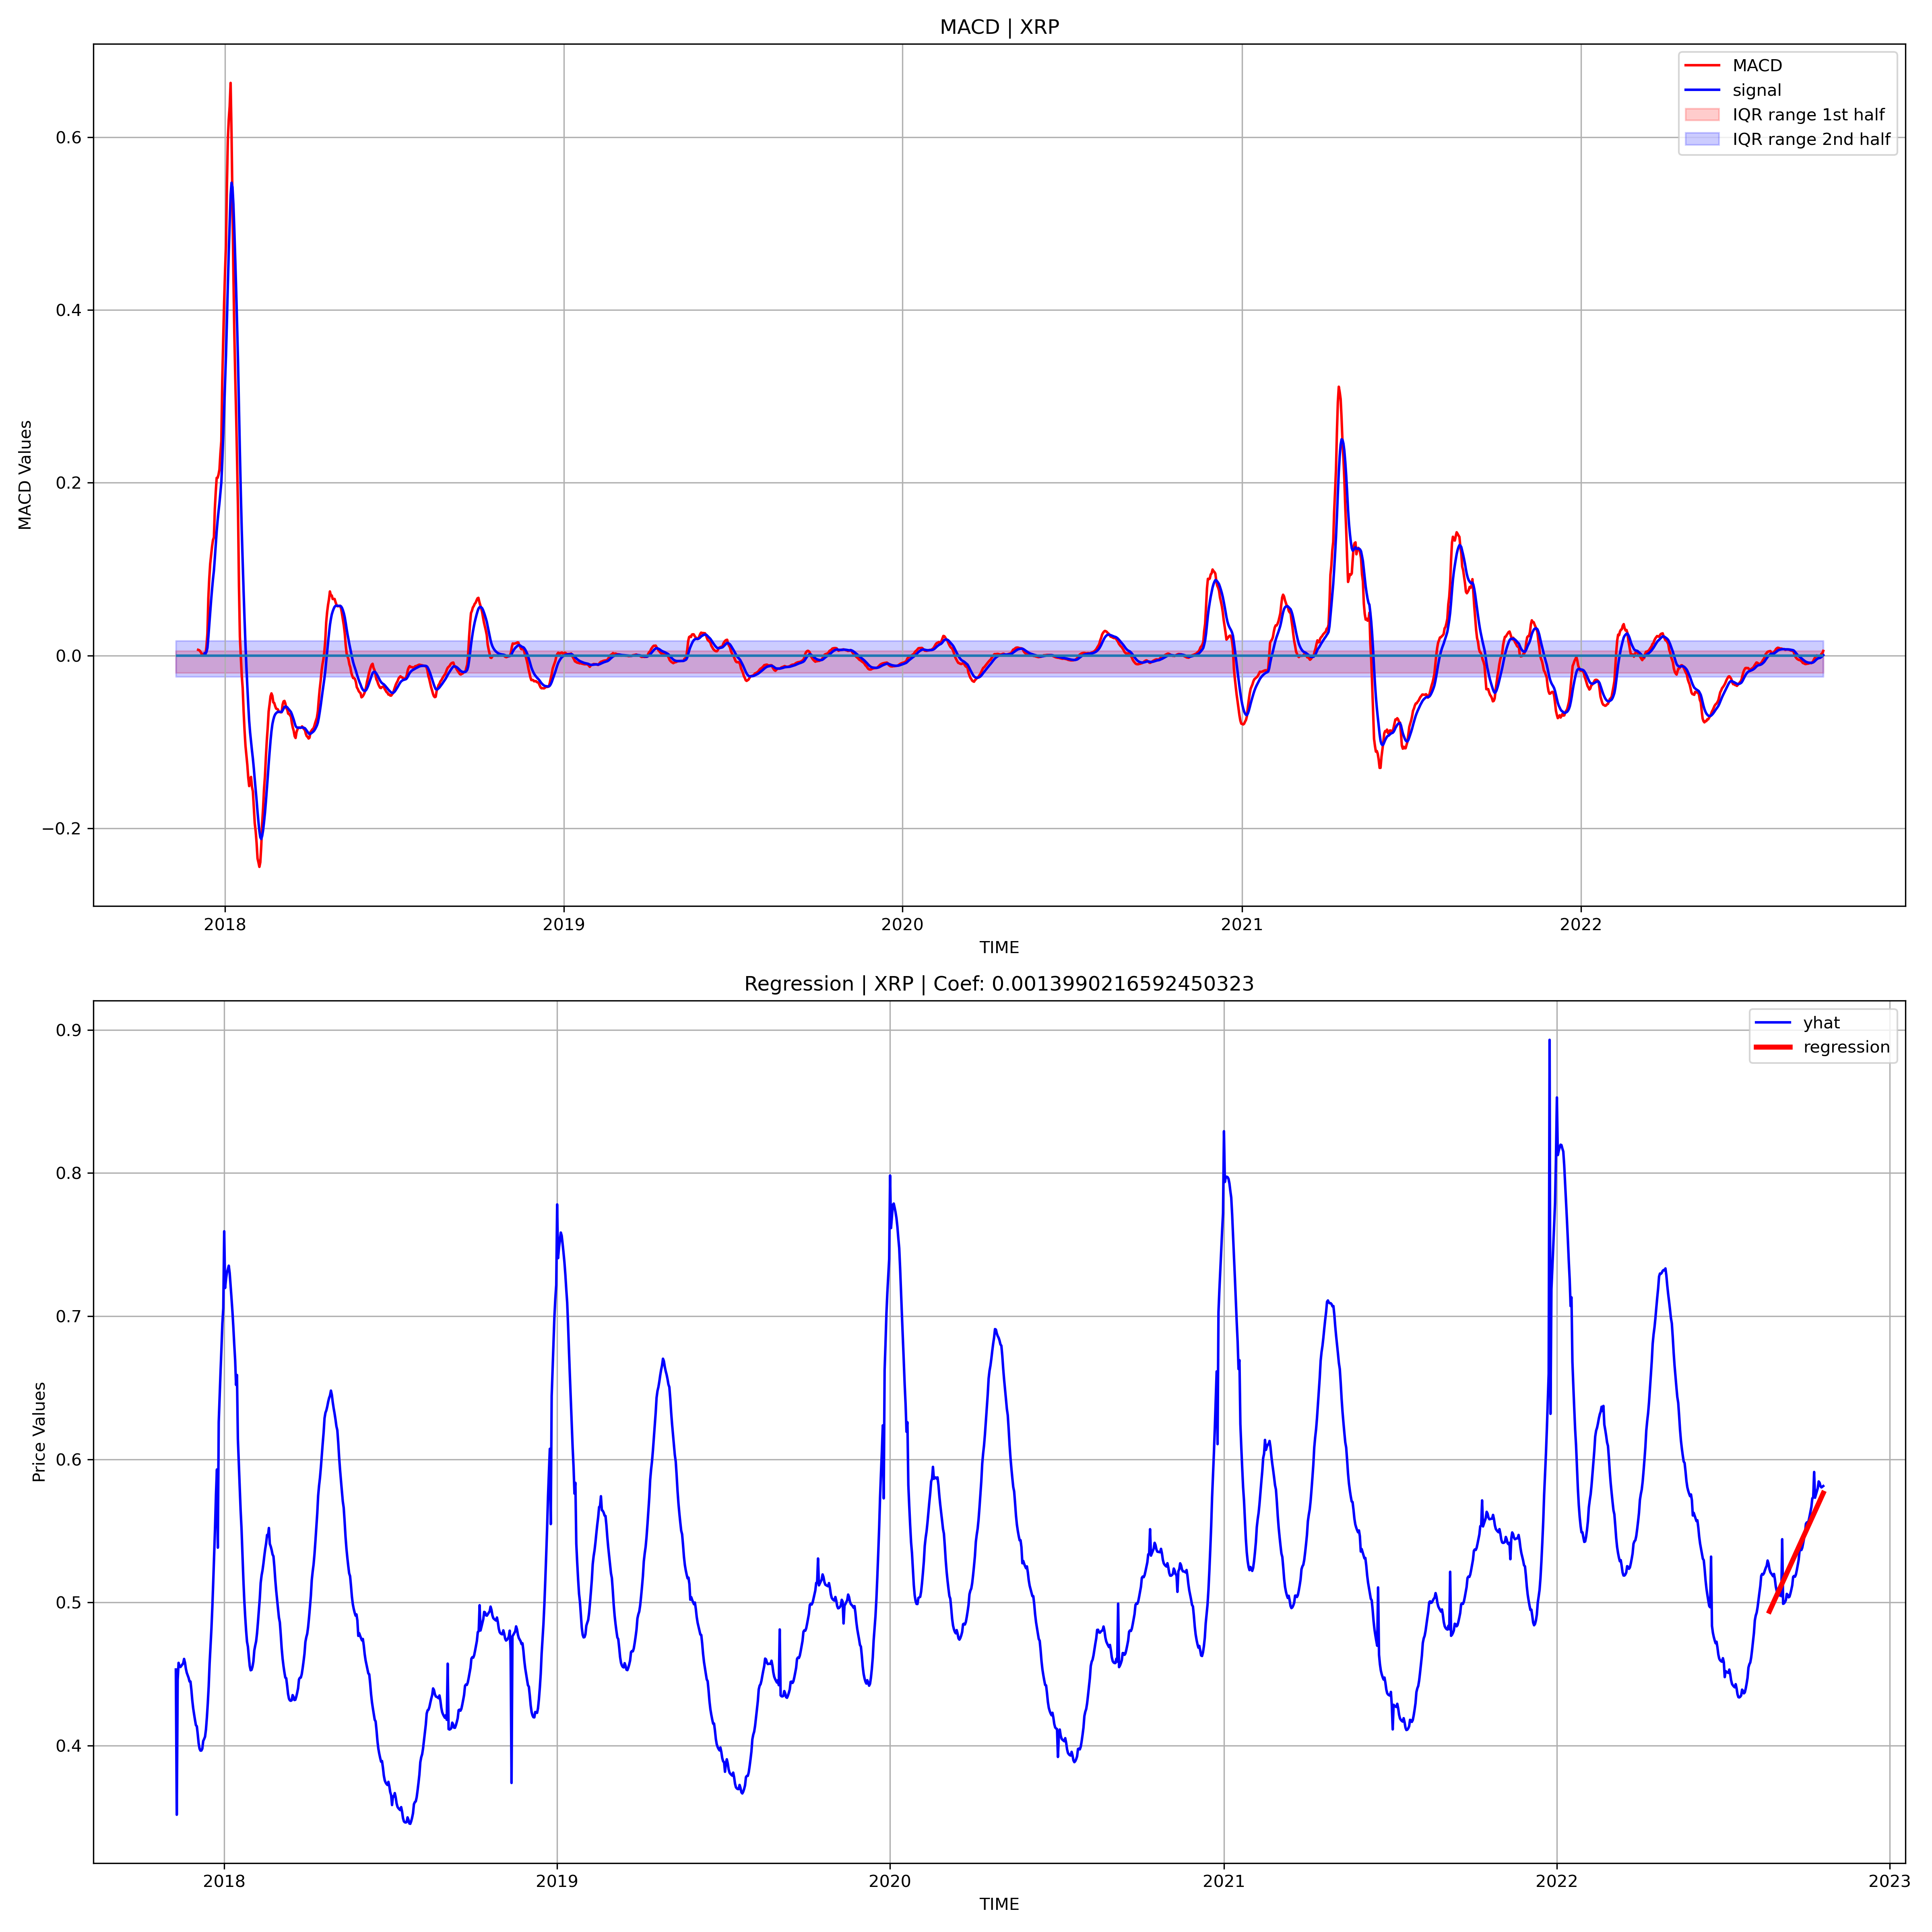 MACD | XRP
MACD
signal
IQR range 1st half
IQR range 2nd half
0.6
0.4
0.2
0.0
−0.2
MACD Values
2018 2019 2020 2021 2022
TIME
Regression | XRP | Coef: 0.0013990216592450323
yhat
regression
0.9
0.8
0.7
0.6
0.5
0.4
Price Values
2018 2019 2020 2021 2022 2023
TIME